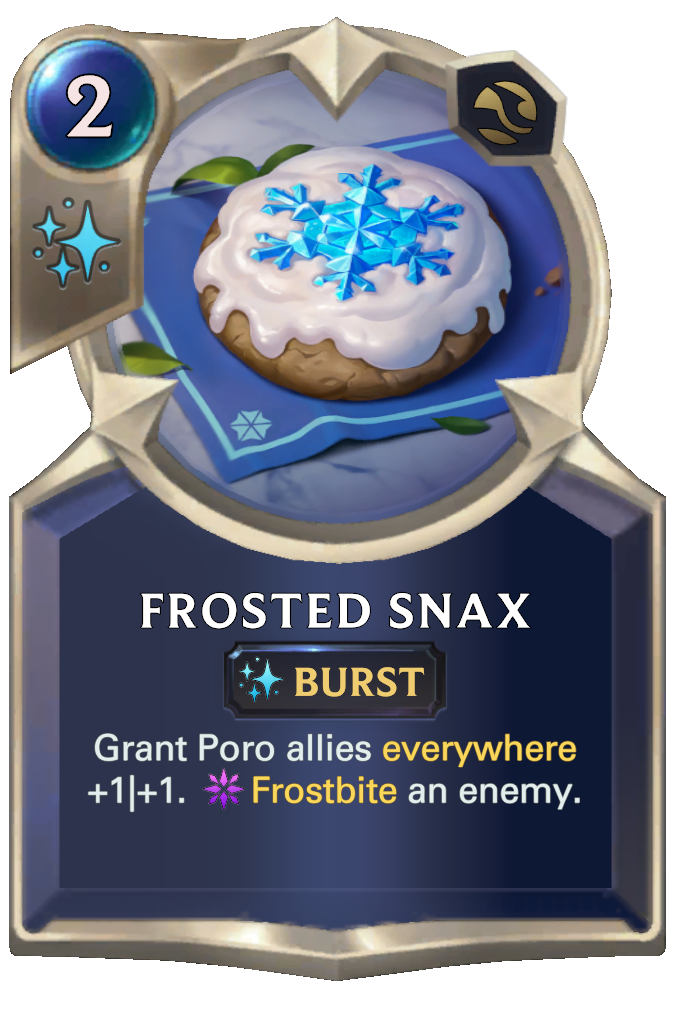 2
FROSTED SNAX
BURST
Grant Poro allies everywhere
+1|+1. Frostbite an enemy.